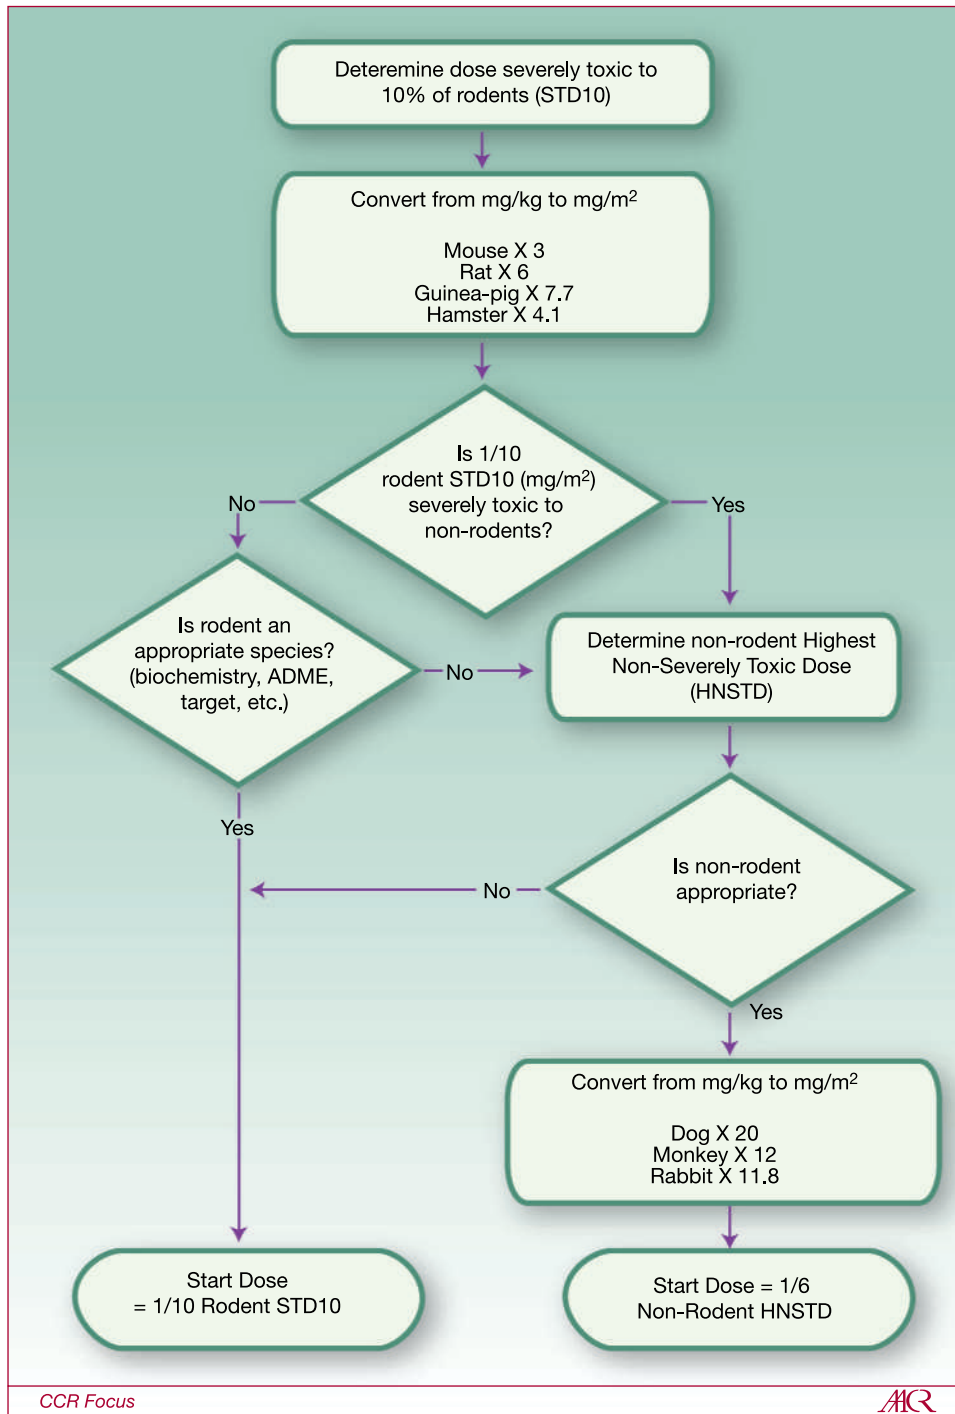 Deteremine dose severely toxic to
10% of rodents (STD10)
Convert from mg/kg to mg/m²
Mouse X 3
Rat X 6
Guinea-pig X 7.7
Hamster X 4.1
Is 1/10
rodent STD10 (mg/m²)
severely toxic to
non-rodents?
No
Yes
Is rodent an
appropriate species?
(biochemistry, ADME,
target, etc.)
No
Determine non-rodent Highest
Non-Severely Toxic Dose
(HNSTD)
Yes
Is non-rodent
appropriate?
No
Yes
Convert from mg/kg to mg/m²
Dog X 20
Monkey X 12
Rabbit X 11.8
Start Dose
= 1/10 Rodent STD10
Start Dose = 1/6
Non-Rodent HNSTD
CCR Focus
AACR